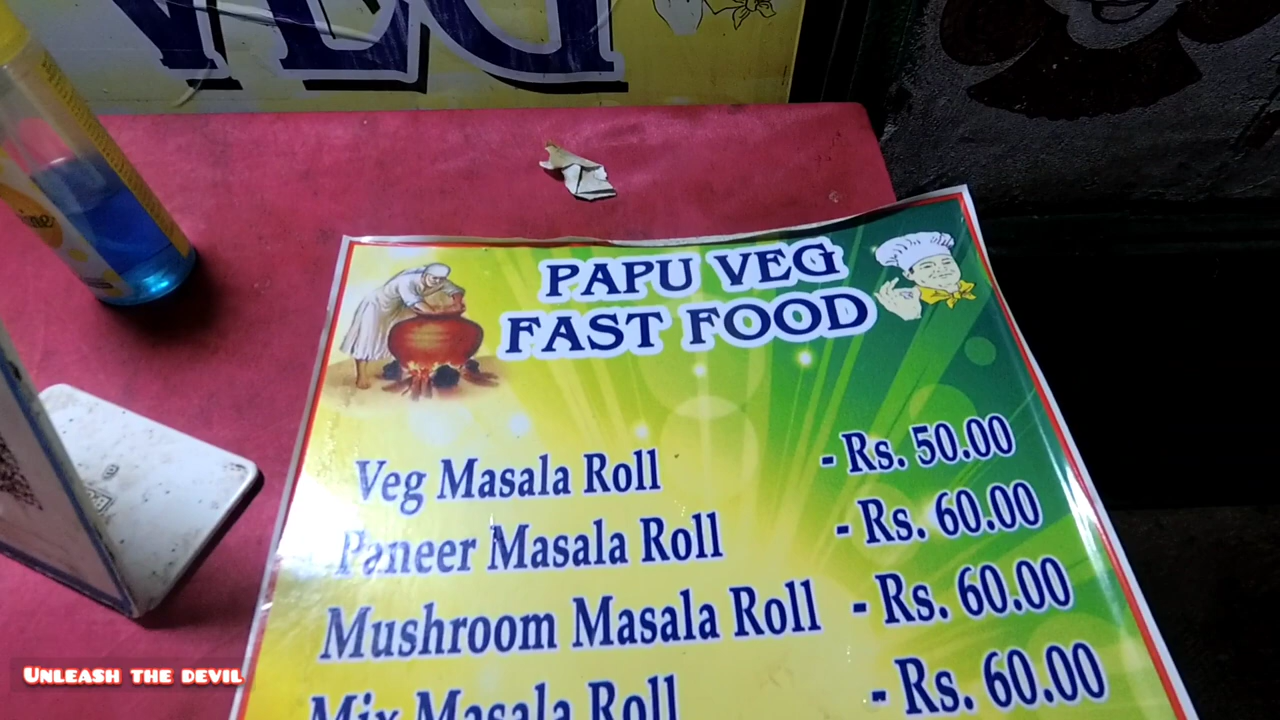 VEG
PAPU VEG
FAST FOOD
Veg Masala Roll - Rs. 50.00
Paneer Masala Roll - Rs. 60.00
Mushroom Masala Roll - Rs. 60.00
Mix Masala Roll - Rs. 60.00
UNLEASH THE DEVIL